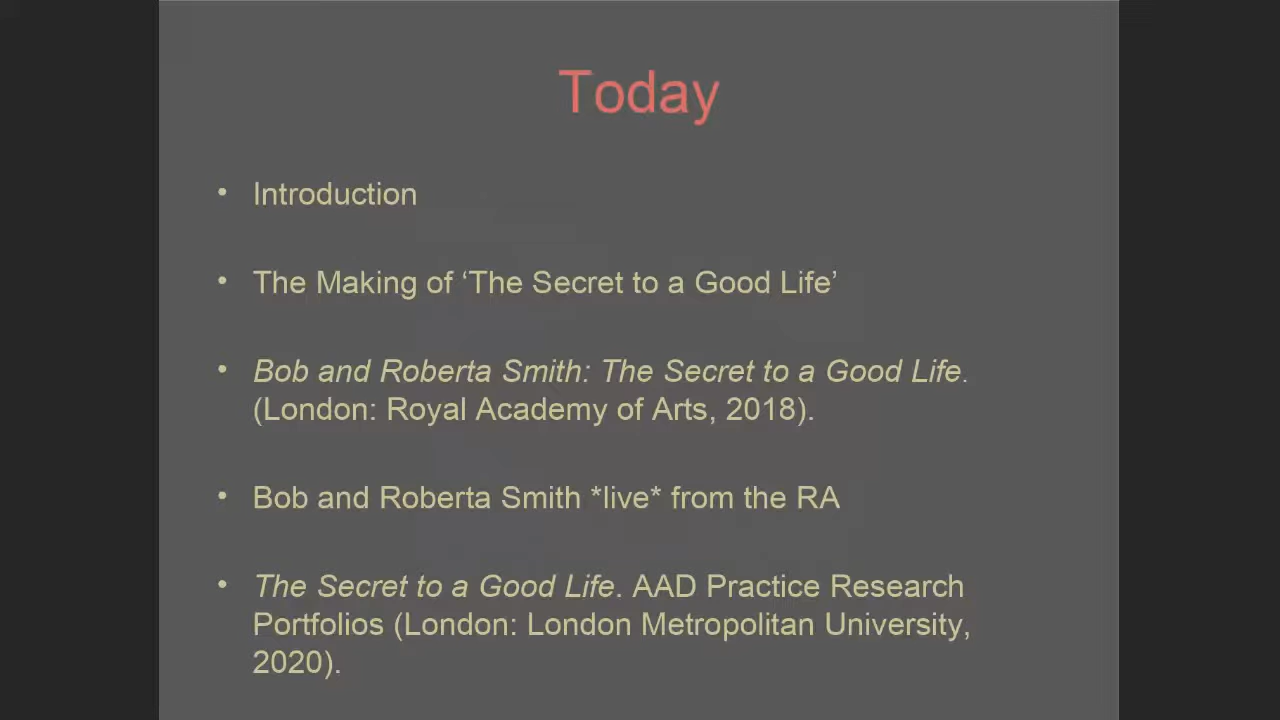 Today
• Introduction
• The Making of ‘The Secret to a Good Life’
• Bob and Roberta Smith: The Secret to a Good Life.
(London: Royal Academy of Arts, 2018).
• Bob and Roberta Smith *live* from the RA
• The Secret to a Good Life. AAD Practice Research
Portfolios (London: London Metropolitan University,
2020).